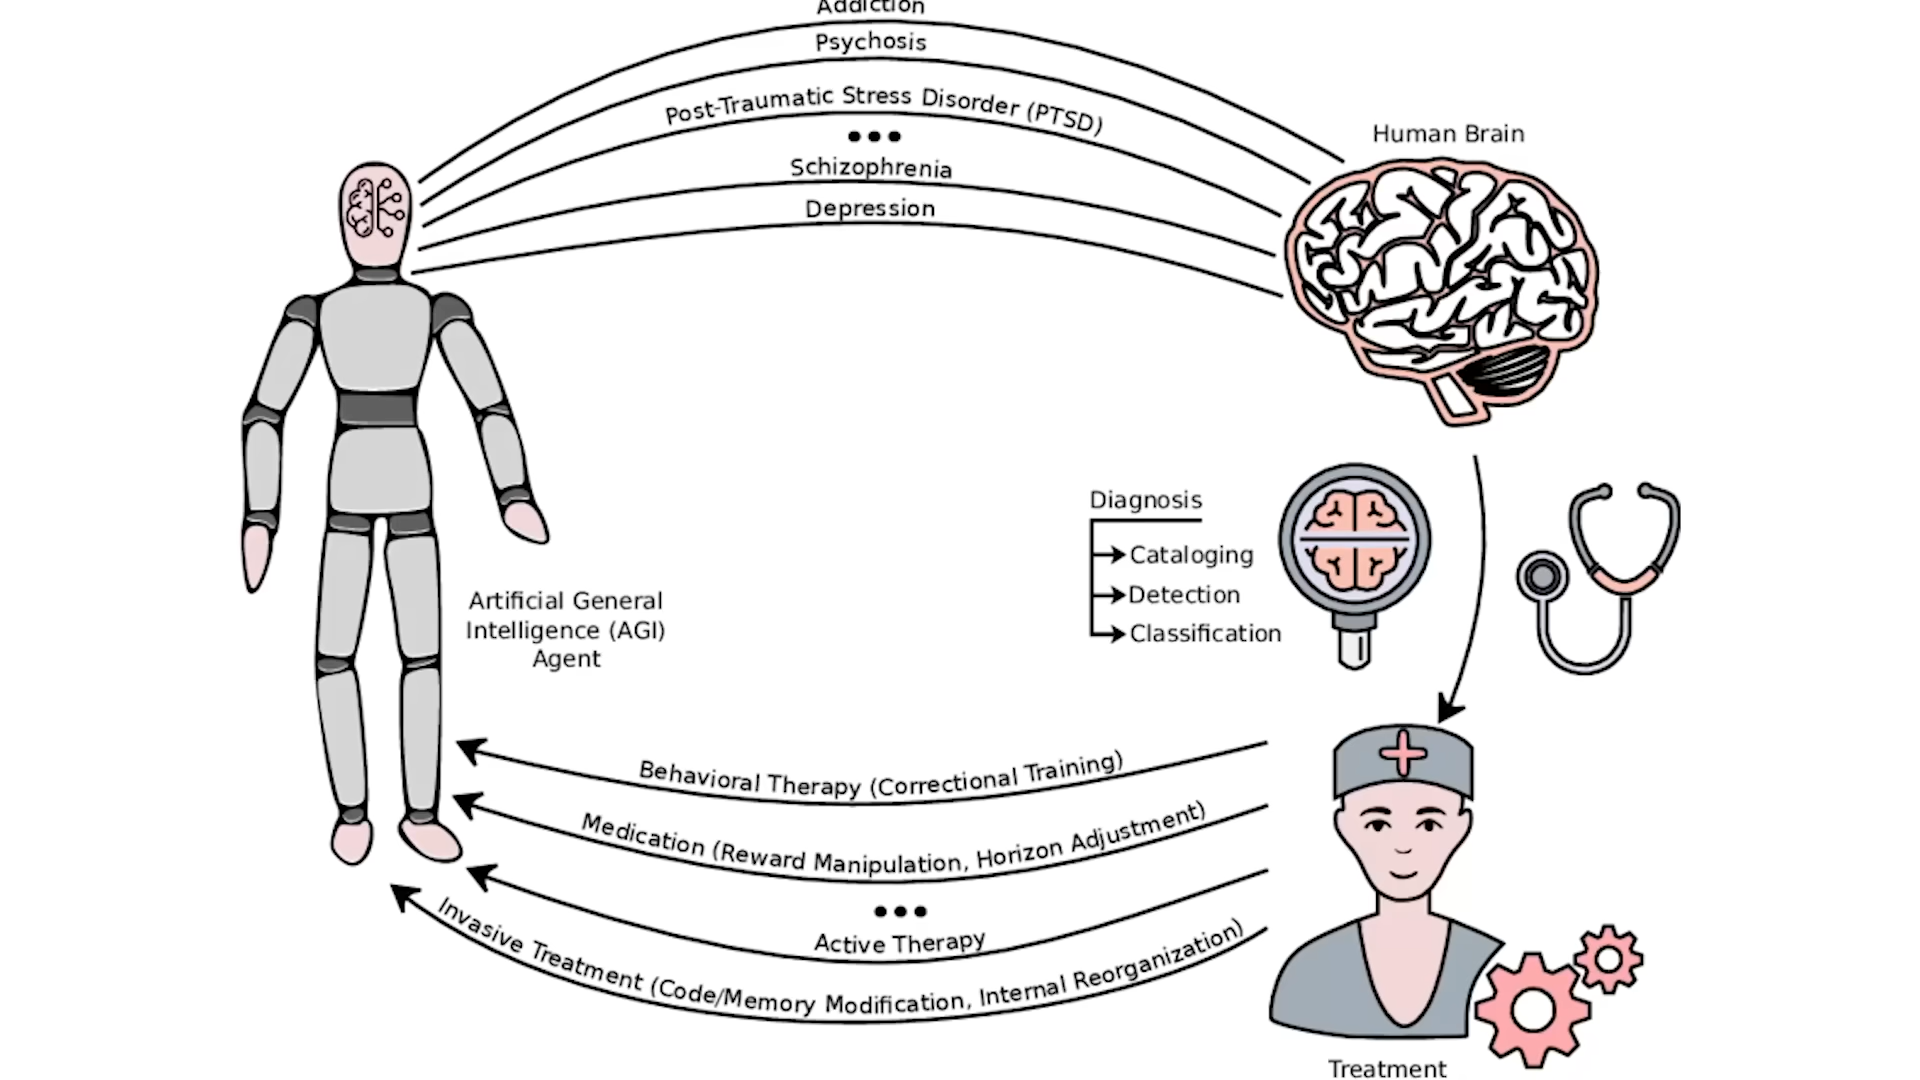 Addiction
Psychosis
Post-Traumatic Stress Disorder (PTSD)
Schizophrenia
Depression
Human Brain
Diagnosis
Cataloging
Detection
Classification
Artificial General
Intelligence (AGI)
Agent
Behavioral Therapy (Correctional Training)
Medication (Reward Manipulation, Horizon Adjustment)
Active Therapy
Invasive Treatment (Code/Memory Modification, Internal Reorganization)
Treatment